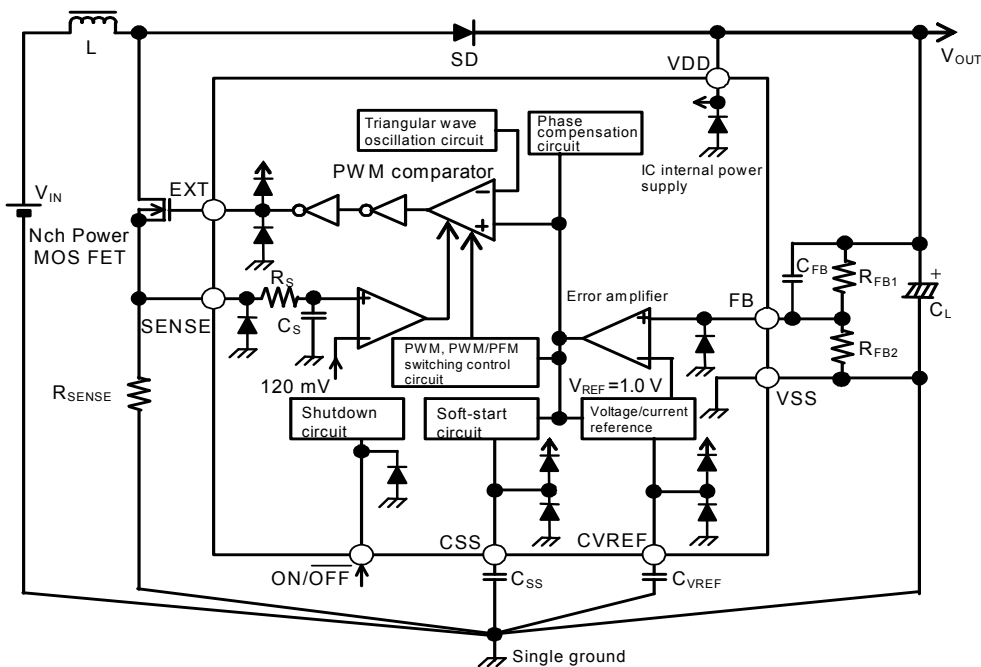 L
SD
VOUT
VDD
Triangular wave
oscillation circuit
Phase
compensation
circuit
IC internal power
supply
PWM comparator
VIN
EXT
Nch Power
MOS FET
−
+
RS
CS
SENSE
+
−
120 mV
PWM, PWM/PFM
switching control
circuit
Error amplifier
+
−
VREF=1.0 V
FB
CFB
RFB1
RFB2
+
CL
VSS
RSENSE
Shutdown
circuit
Soft-start
circuit
Voltage/current
reference
ON/OFF
CSS
CVREF
CSS
CVREF
Single ground